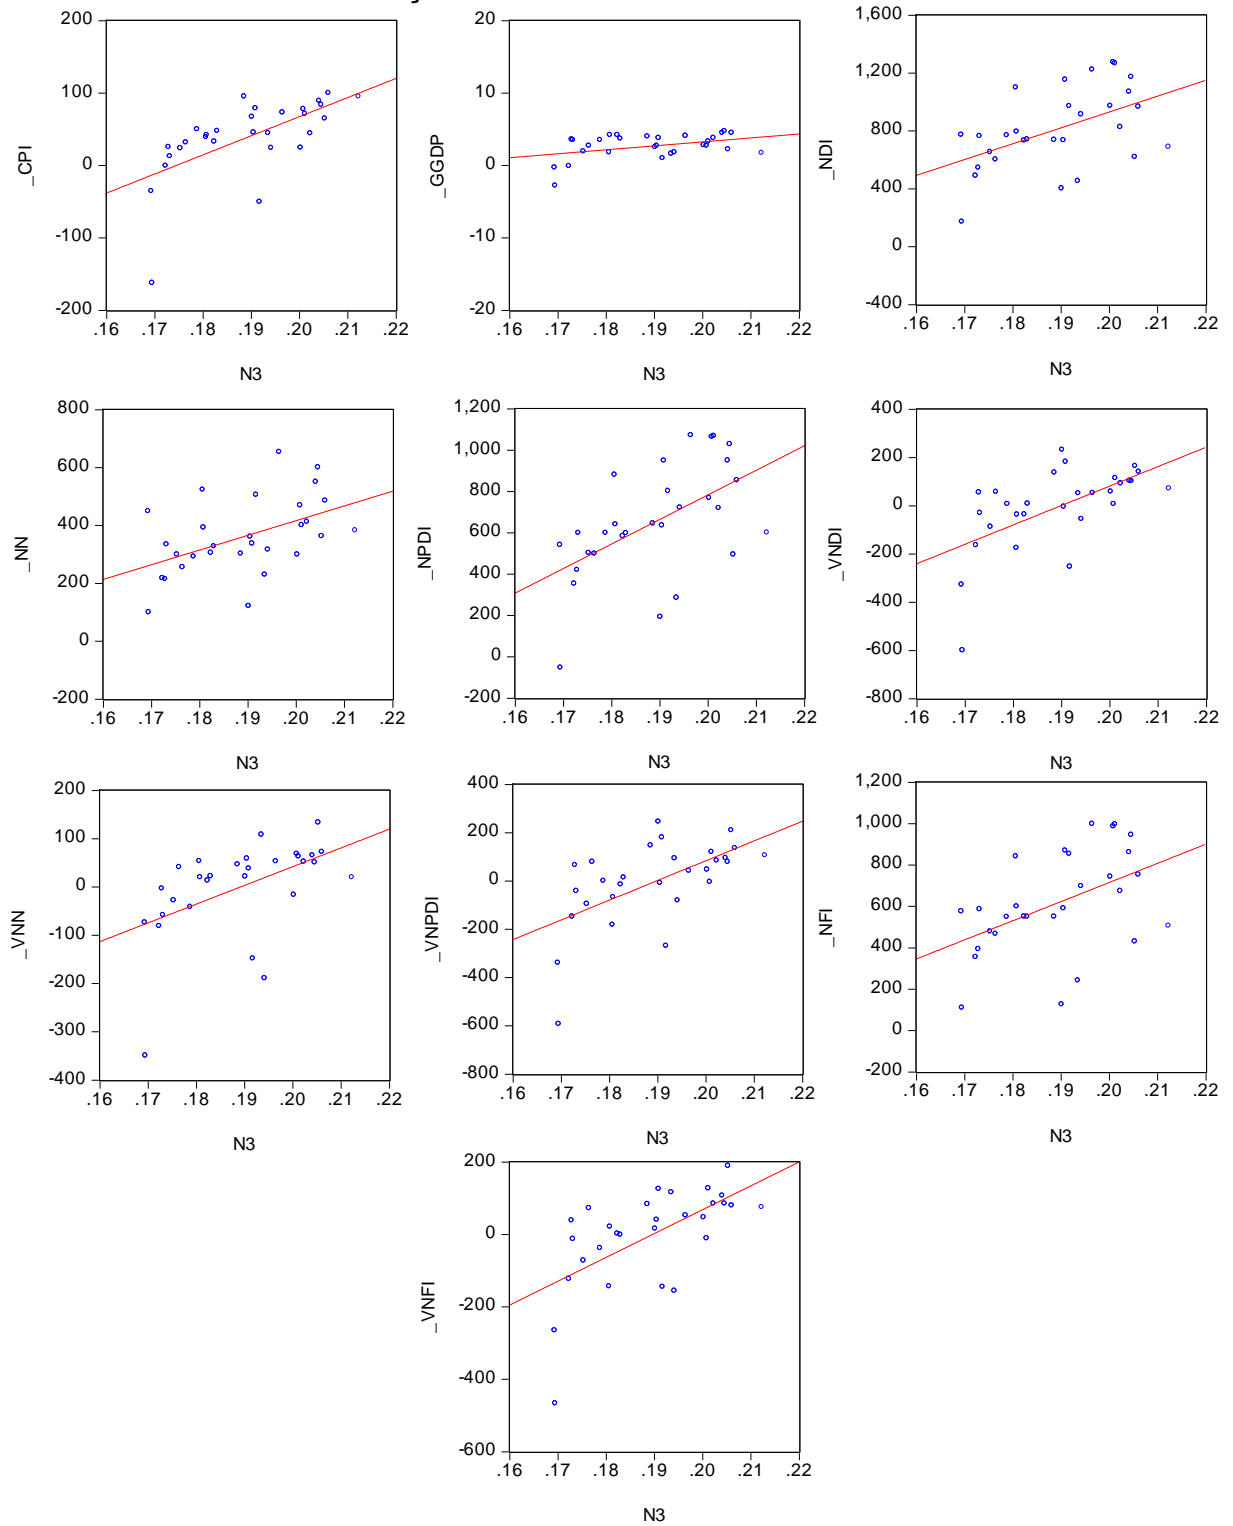 200
100
0
-100
-200
_CPI
.16 .17 .18 .19 .20 .21 .22
N3
20
10
0
-10
-20
_GGDP
.16 .17 .18 .19 .20 .21 .22
N3
1,600
1,200
800
400
0
-400
_NDI
.16 .17 .18 .19 .20 .21 .22
N3
800
600
400
200
0
-200
_NN
.16 .17 .18 .19 .20 .21 .22
N3
1,200
1,000
800
600
400
200
0
-200
_NPDI
.16 .17 .18 .19 .20 .21 .22
N3
400
200
0
-200
-400
-600
-800
_VNDI
.16 .17 .18 .19 .20 .21 .22
N3
200
100
0
-100
-200
-300
-400
_VNN
.16 .17 .18 .19 .20 .21 .22
N3
400
200
0
-200
-400
-600
-800
_VNPDI
.16 .17 .18 .19 .20 .21 .22
N3
1,200
1,000
800
600
400
200
0
-200
_NFI
.16 .17 .18 .19 .20 .21 .22
N3
200
0
-200
-400
-600
_VNFI
.16 .17 .18 .19 .20 .21 .22
N3